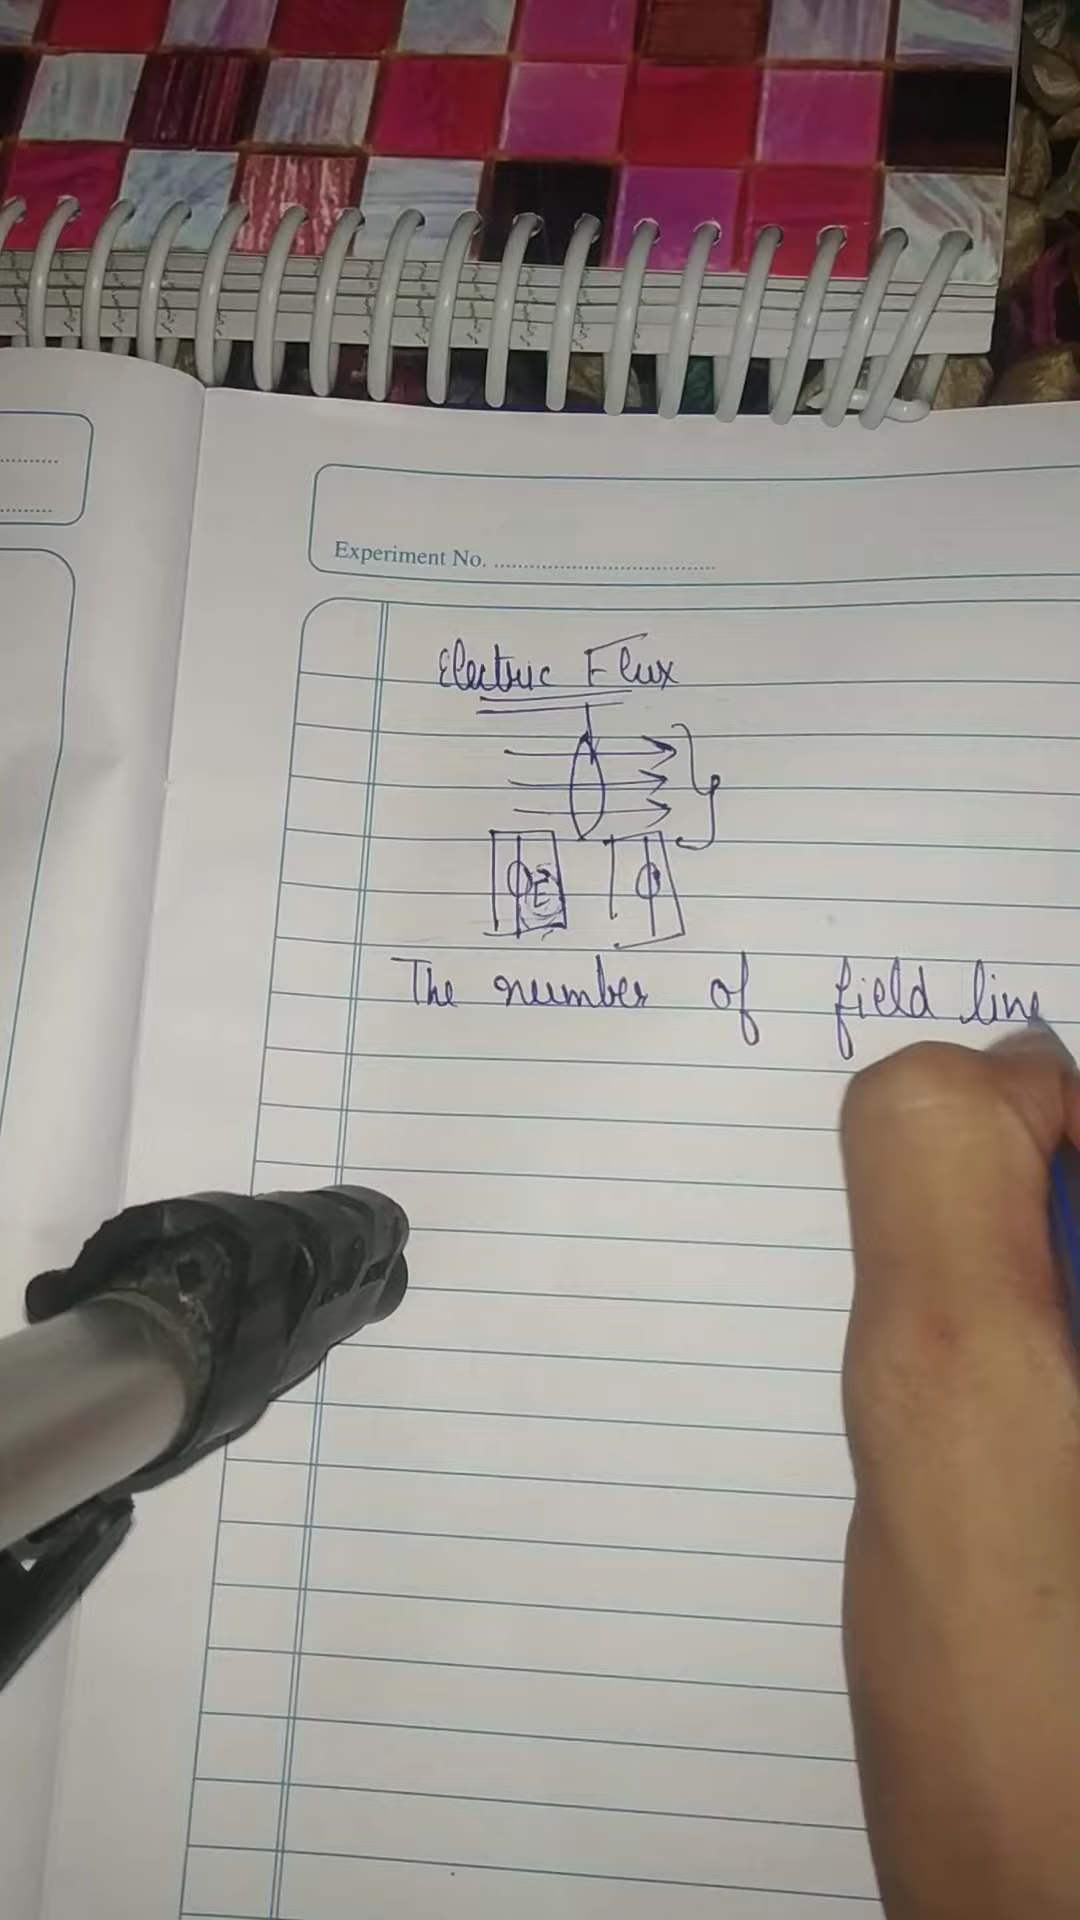 Experiment No. ........................................
Electric Flux
ΦE Φ
The number of field line